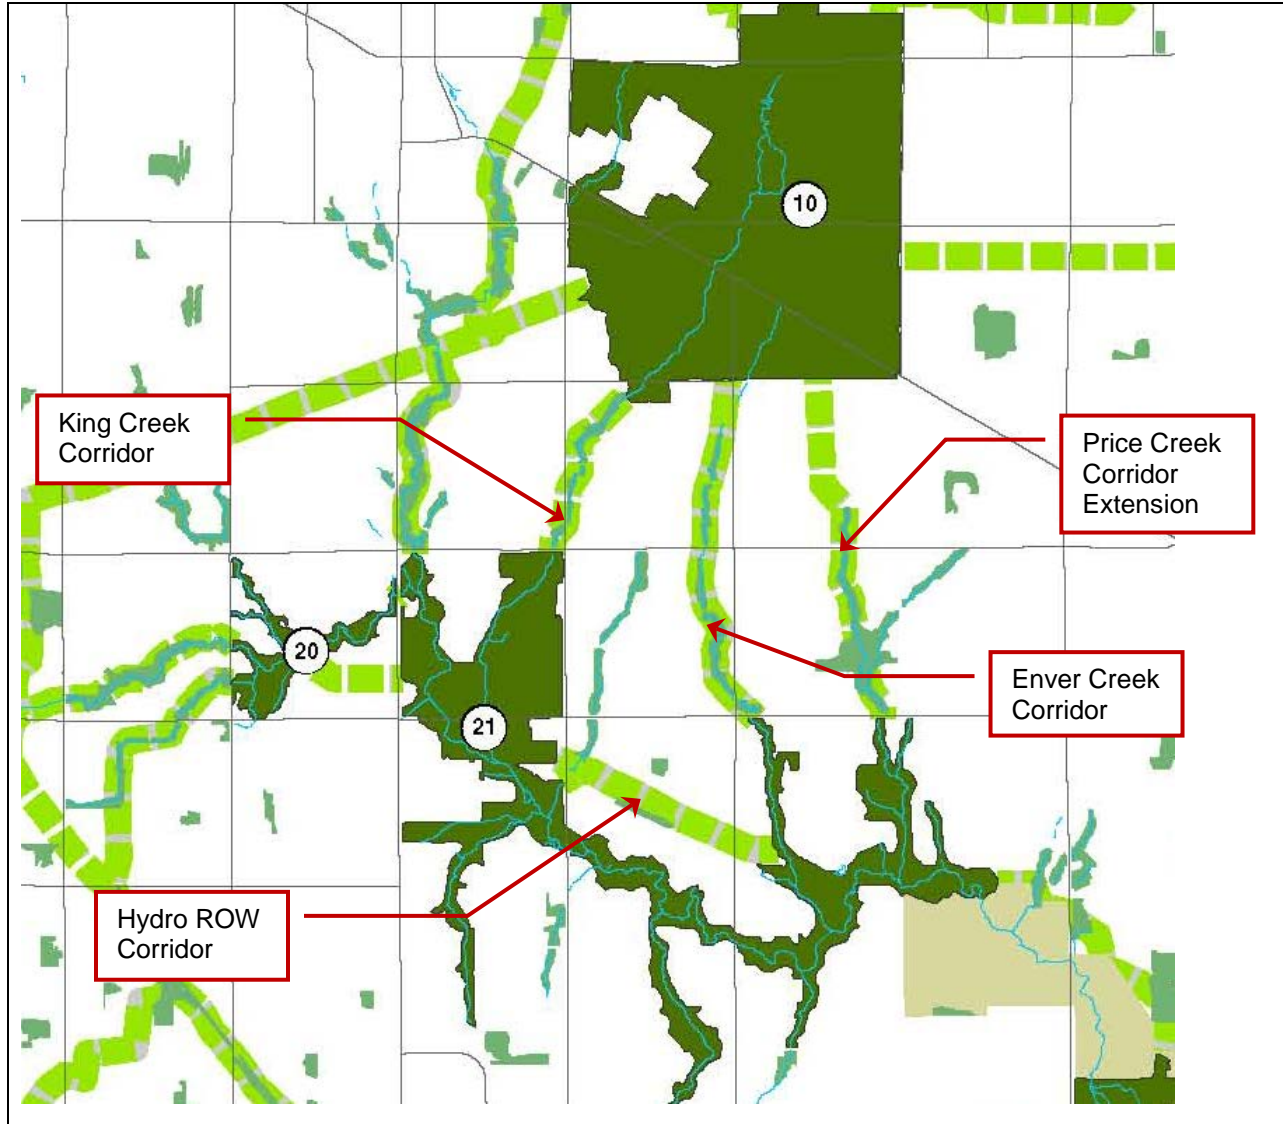 10
King Creek
Corridor
Price Creek
Corridor
Extension
20
Enver Creek
Corridor
21
Hydro ROW
Corridor